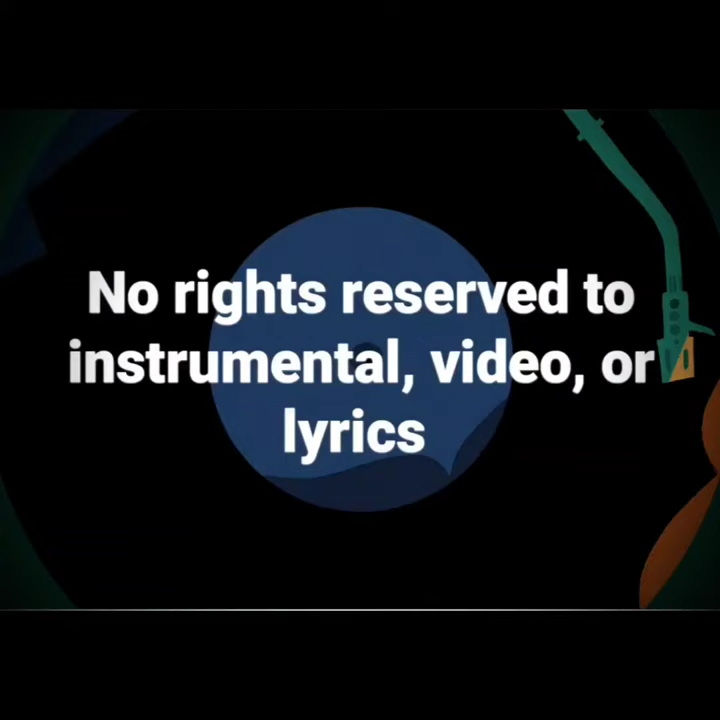 No rights reserved to
instrumental, video, or
lyrics